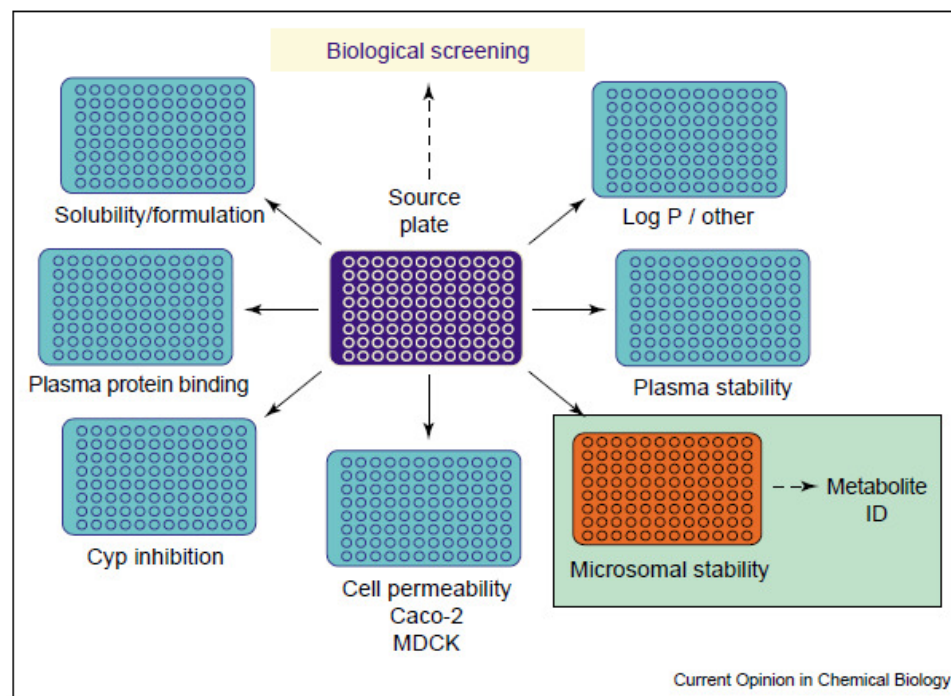 Biological screening
Source
plate
Solubility/formulation
Log P / other
Plasma protein binding
Plasma stability
Cyp inhibition
Cell permeability
Caco-2
MDCK
Microsomal stability
Metabolite
ID
Current Opinion in Chemical Biology